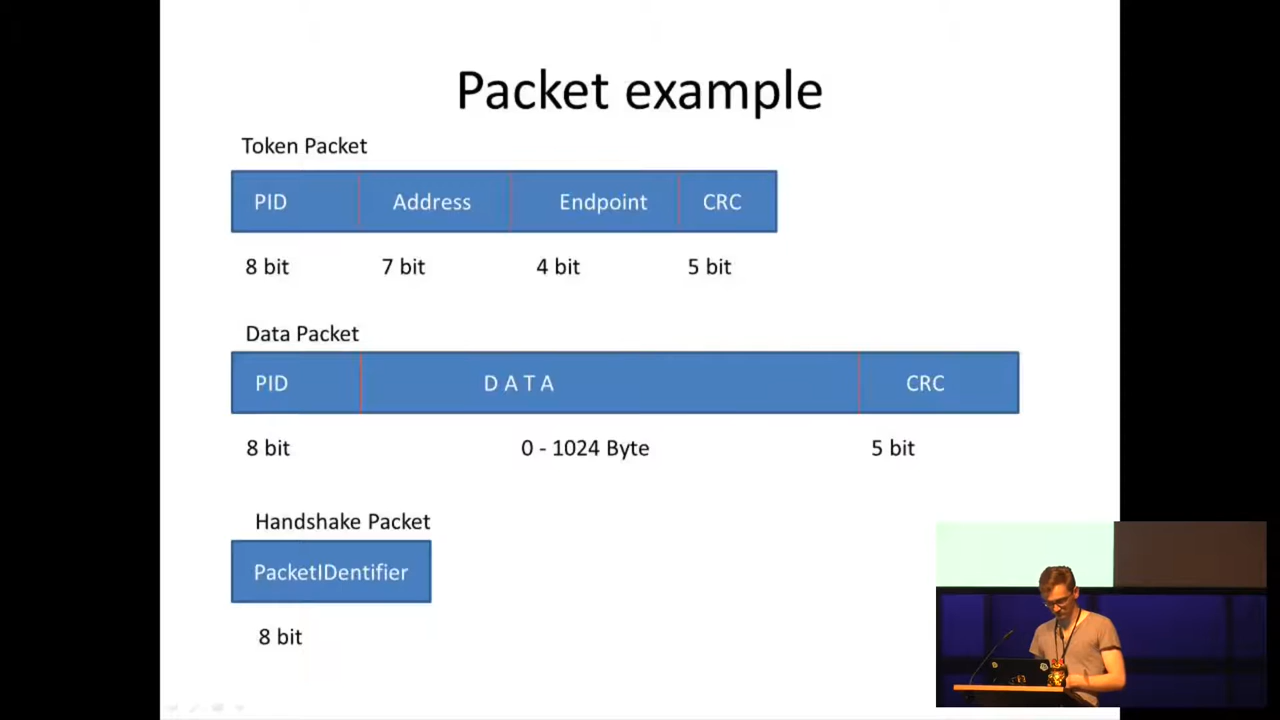 Packet example
Token Packet
PID Address Endpoint CRC
8 bit 7 bit 4 bit 5 bit
Data Packet
PID D A T A CRC
8 bit 0 - 1024 Byte 5 bit
Handshake Packet
PacketIDentifier
8 bit